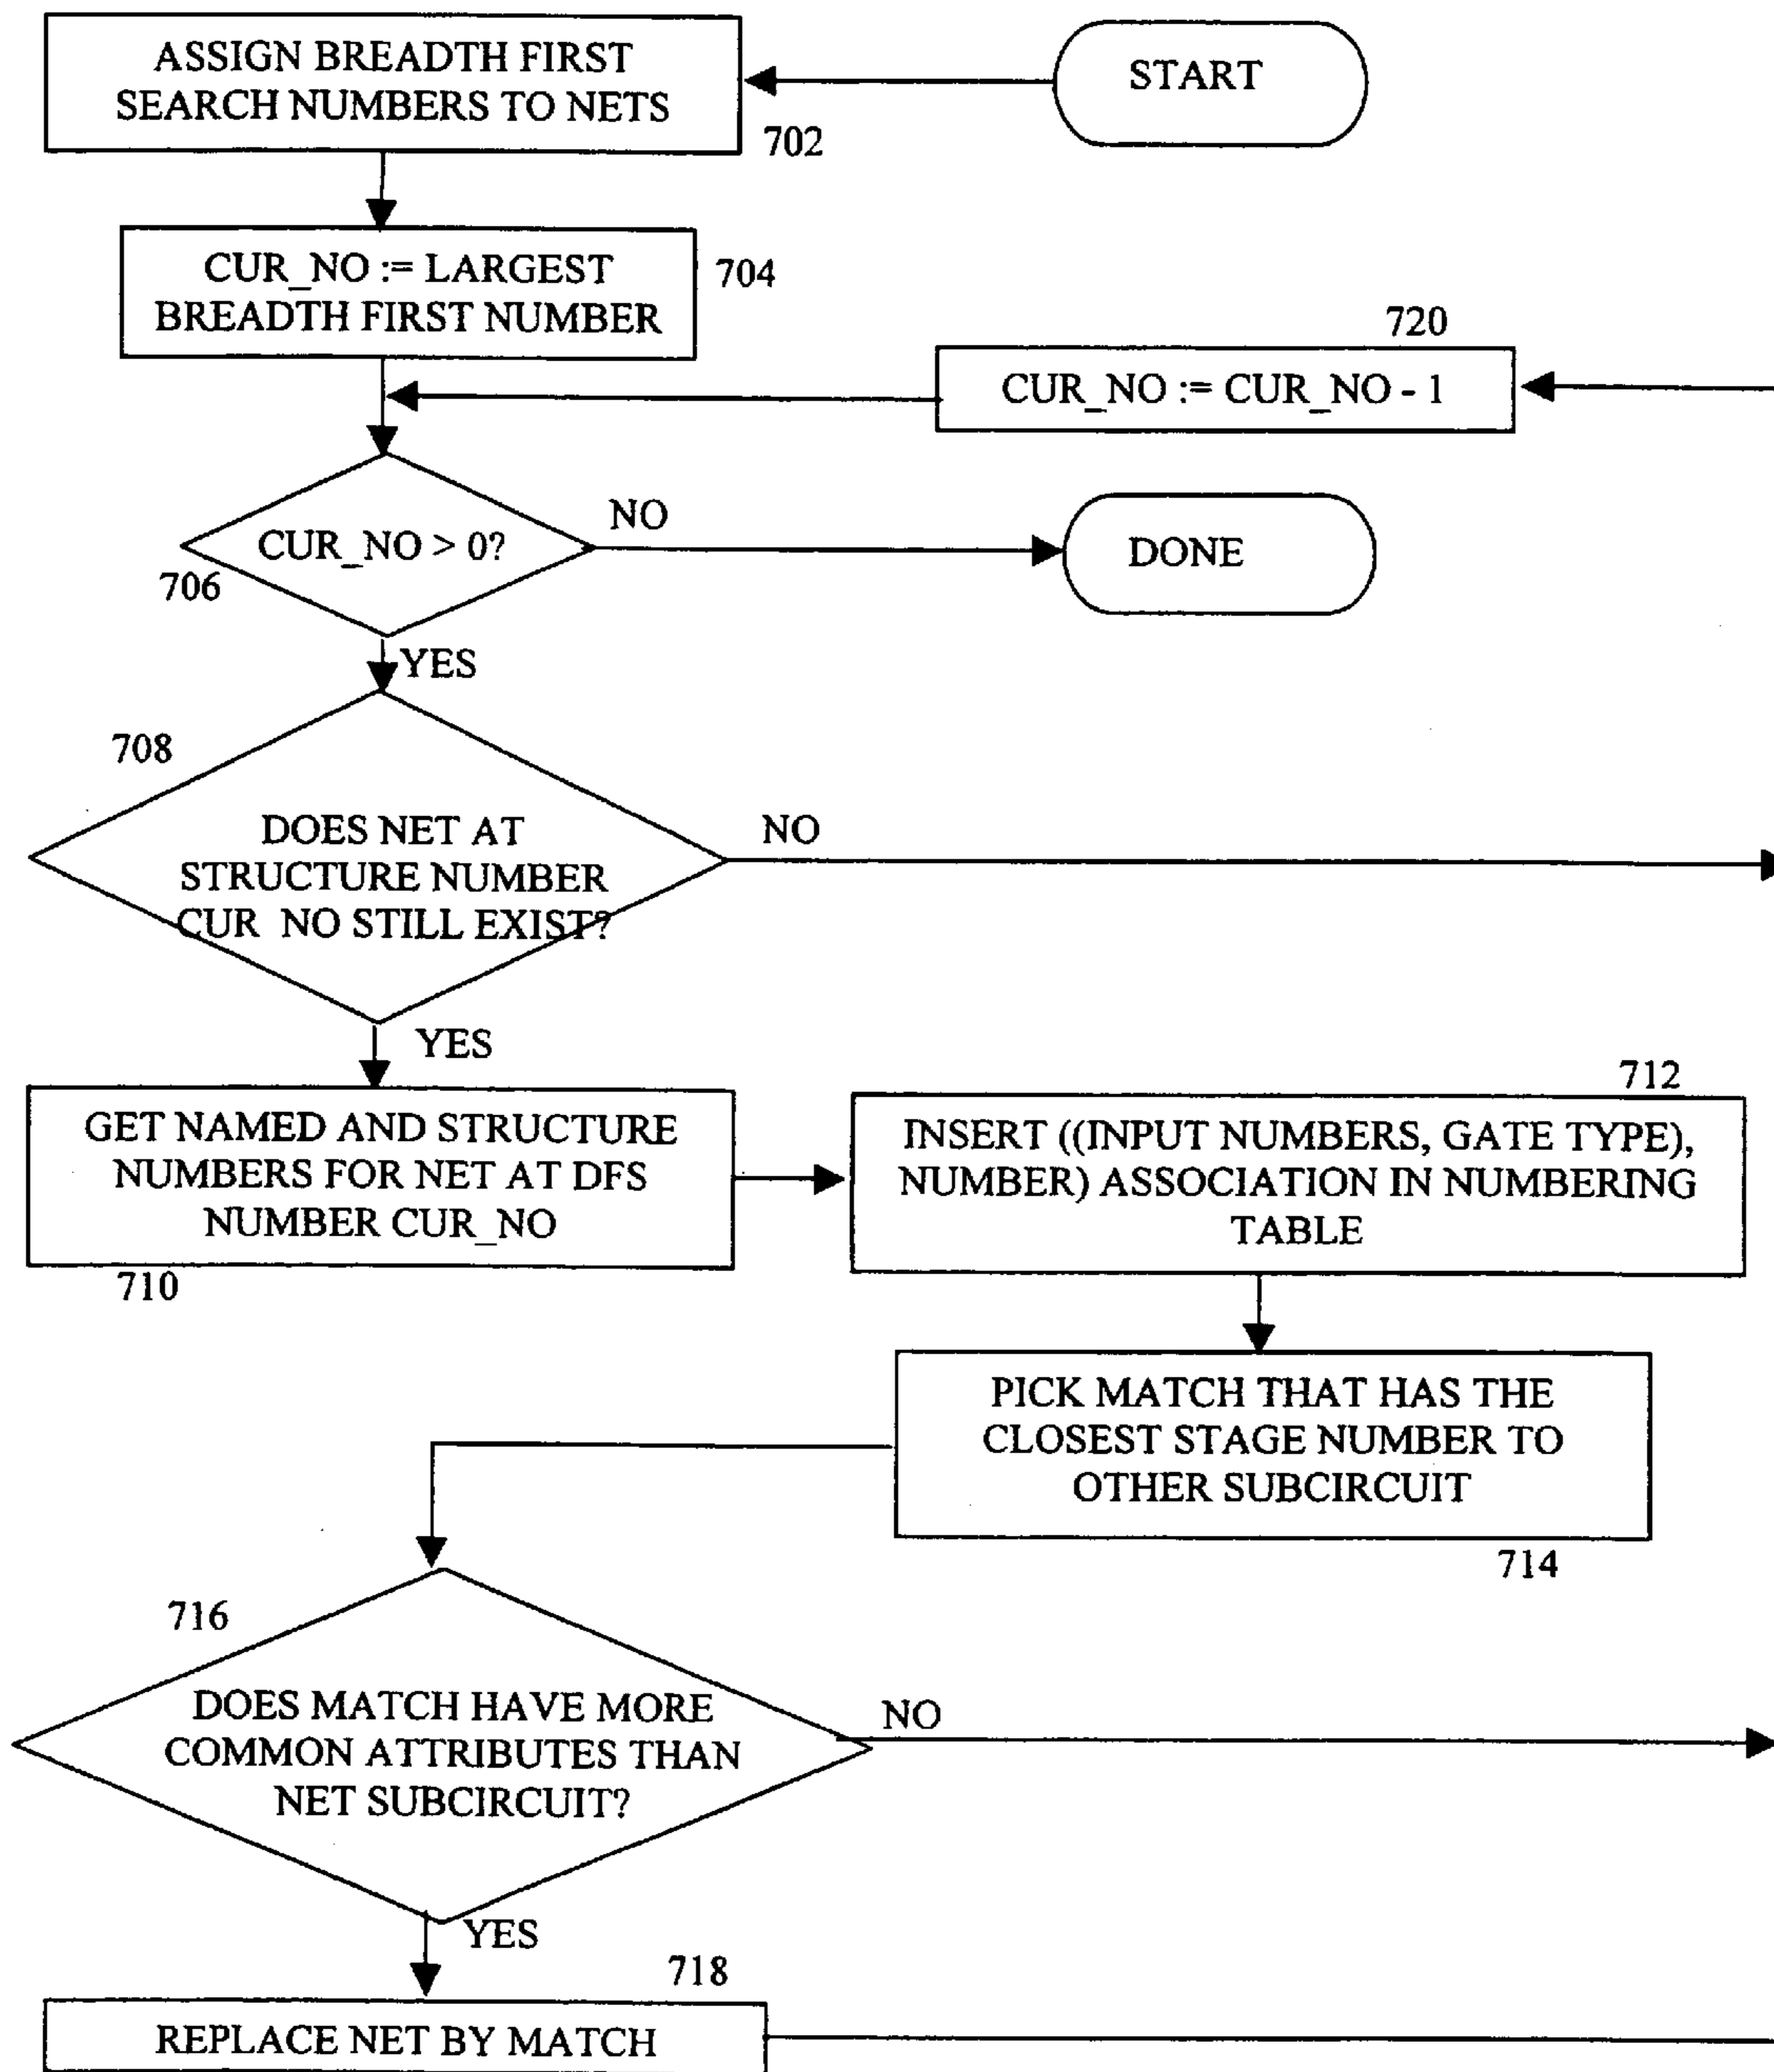 ASSIGN BREADTH FIRST
SEARCH NUMBERS TO NETS
702
START
CUR_NO := LARGEST
BREADTH FIRST NUMBER
704
720
CUR_NO := CUR_NO - 1
CUR_NO > 0?
706
NO
DONE
YES
708
DOES NET AT
STRUCTURE NUMBER
CUR NO STILL EXIST?
NO
YES
GET NAMED AND STRUCTURE
NUMBERS FOR NET AT DFS
NUMBER CUR_NO
710
712
INSERT ((INPUT NUMBERS, GATE TYPE),
NUMBER) ASSOCIATION IN NUMBERING
TABLE
PICK MATCH THAT HAS THE
CLOSEST STAGE NUMBER TO
OTHER SUBCIRCUIT
714
716
DOES MATCH HAVE MORE
COMMON ATTRIBUTES THAN
NET SUBCIRCUIT?
NO
YES
718
REPLACE NET BY MATCH